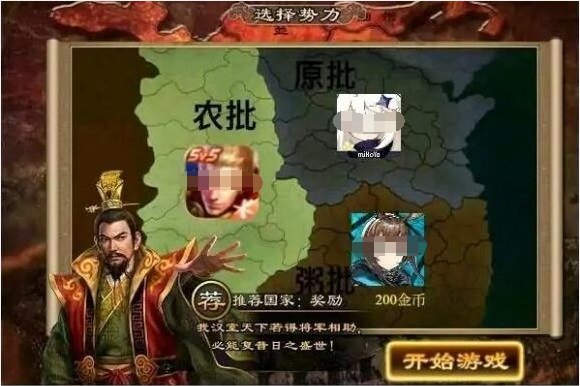 选择势力
原批
农批
5v5
miHoYo
粥批
荐 推荐国家：奖励 200金币
我汉室天下若得将军相助，
必能复昔日之盛世！
开始游戏